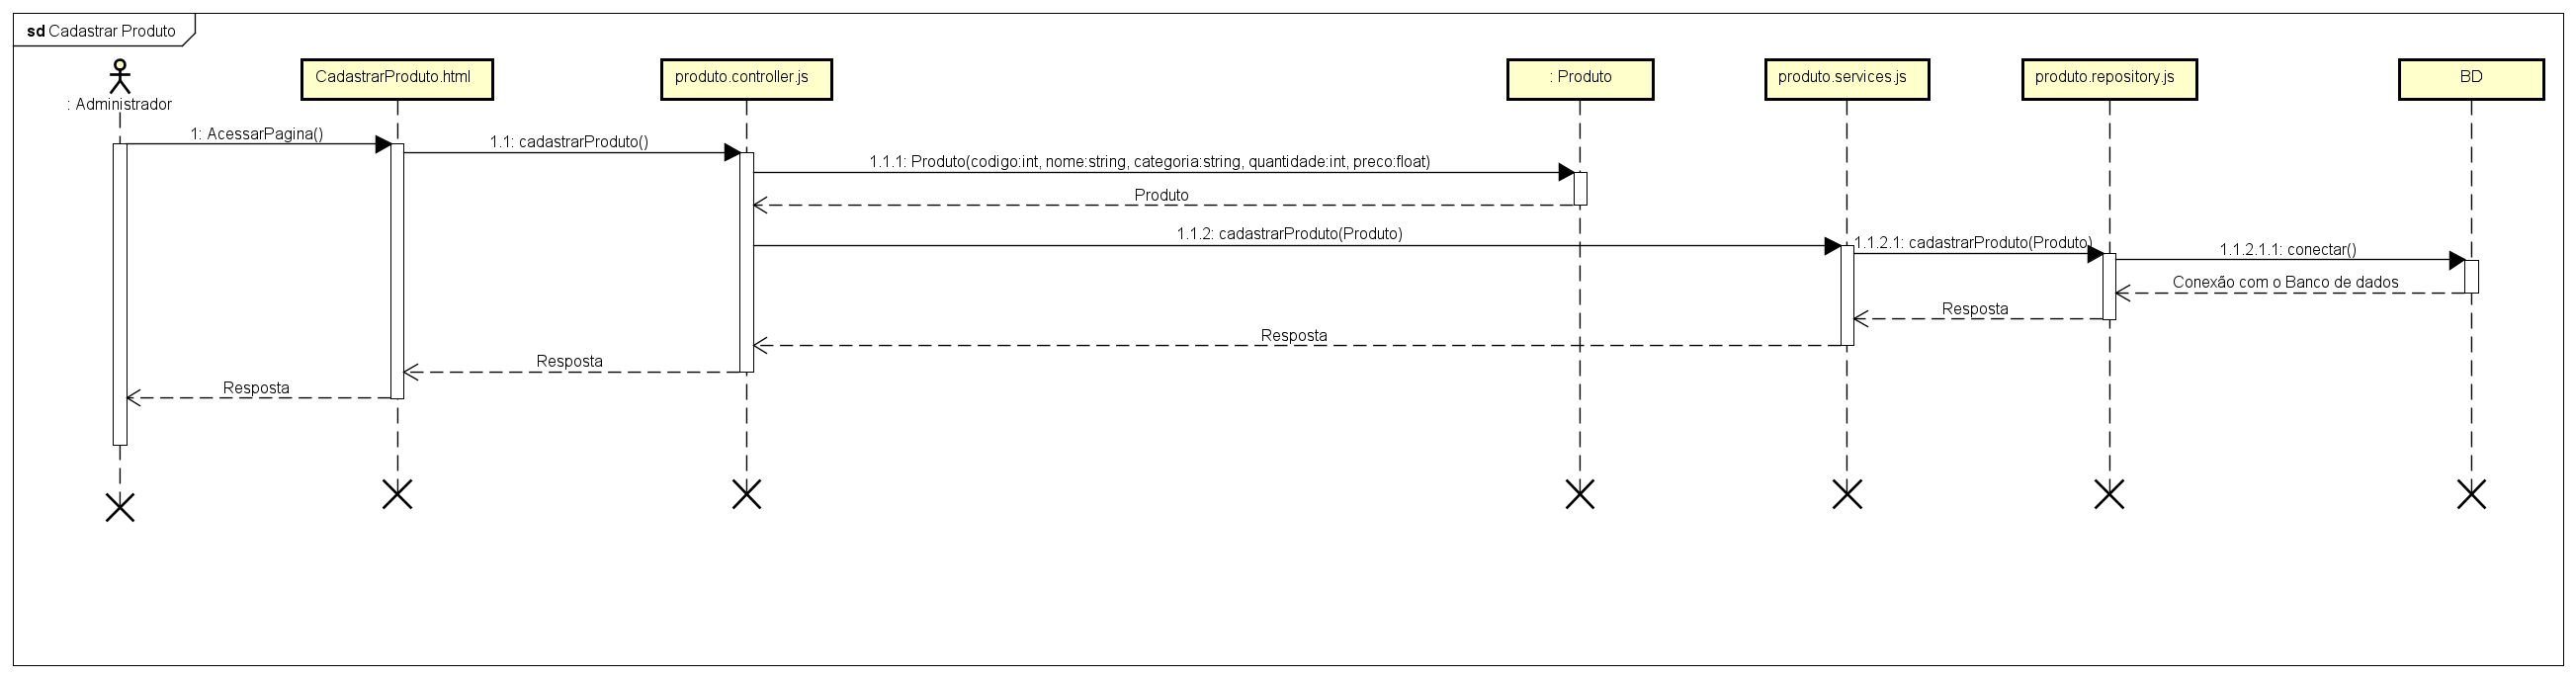 sd Cadastrar Produto
: Administrador
CadastrarProduto.html
produto.controller.js
: Produto
produto.services.js
produto.repository.js
BD
1: AcessarPagina()
1.1: cadastrarProduto()
1.1.1: Produto(codigo:int, nome:string, categoria:string, quantidade:int, preco:float)
Produto
1.1.2: cadastrarProduto(Produto)
1.1.2.1: cadastrarProduto(Produto)
1.1.2.1.1: conectar()
Conexão com o Banco de dados
Resposta
Resposta
Resposta
Resposta